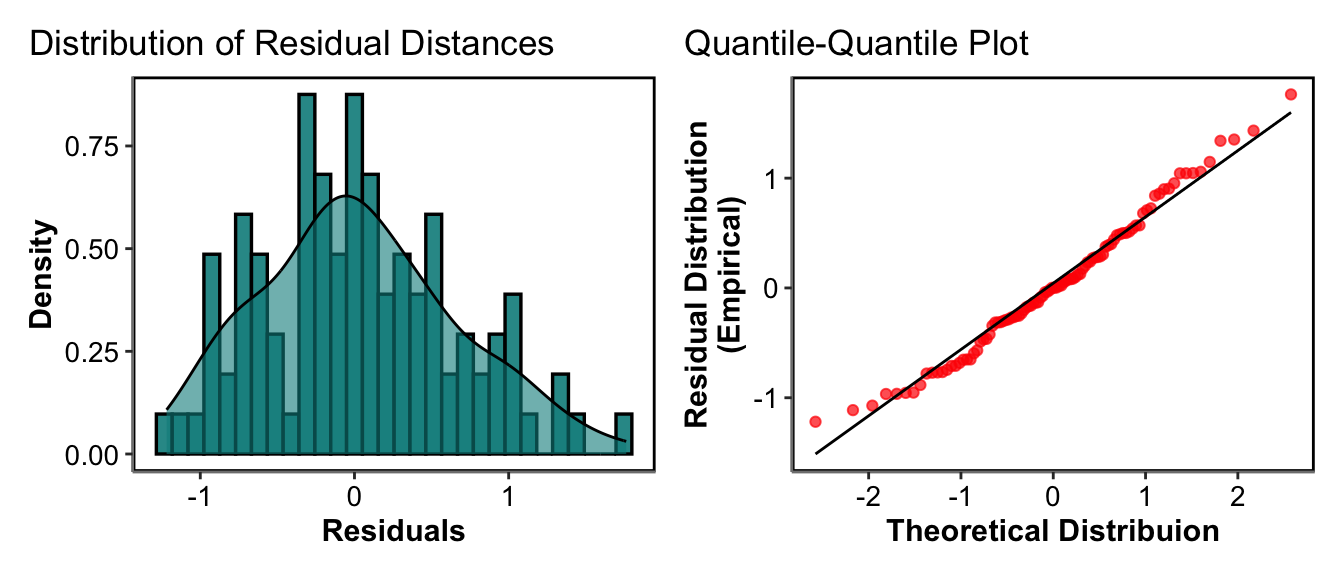 Distribution of Residual Distances
Density
0.75
0.50
0.25
0.00
-1 0 1
Residuals
Quantile-Quantile Plot
Residual Distribution
(Empirical)
1
0
-1
-2 -1 0 1 2
Theoretical Distribuion